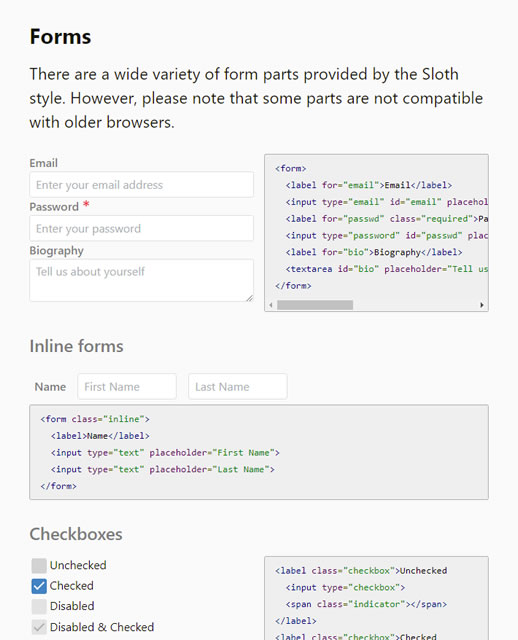 Forms
There are a wide variety of form parts provided by the Sloth
style. However, please note that some parts are not compatible
with older browsers.
Email
Enter your email address
Password *
Enter your password
Biography
Tell us about yourself
<form>
<label for="email">Email</label>
<input type="email" id="email" placehol
<label for="passwd" class="required">Pa
<input type="password" id="passwd" plac
<label for="bio">Biography</label>
<textarea id="bio" placeholder="Tell us
</form>
Inline forms
Name First Name Last Name
<form class="inline">
<label>Name</label>
<input type="text" placeholder="First Name">
<input type="text" placeholder="Last Name">
</form>
Checkboxes
Unchecked
Checked
Disabled
Disabled & Checked
<label class="checkbox">Unchecked
<input type="checkbox">
<span class="indicator"></span>
</label>
<label class="checkbox">Checked